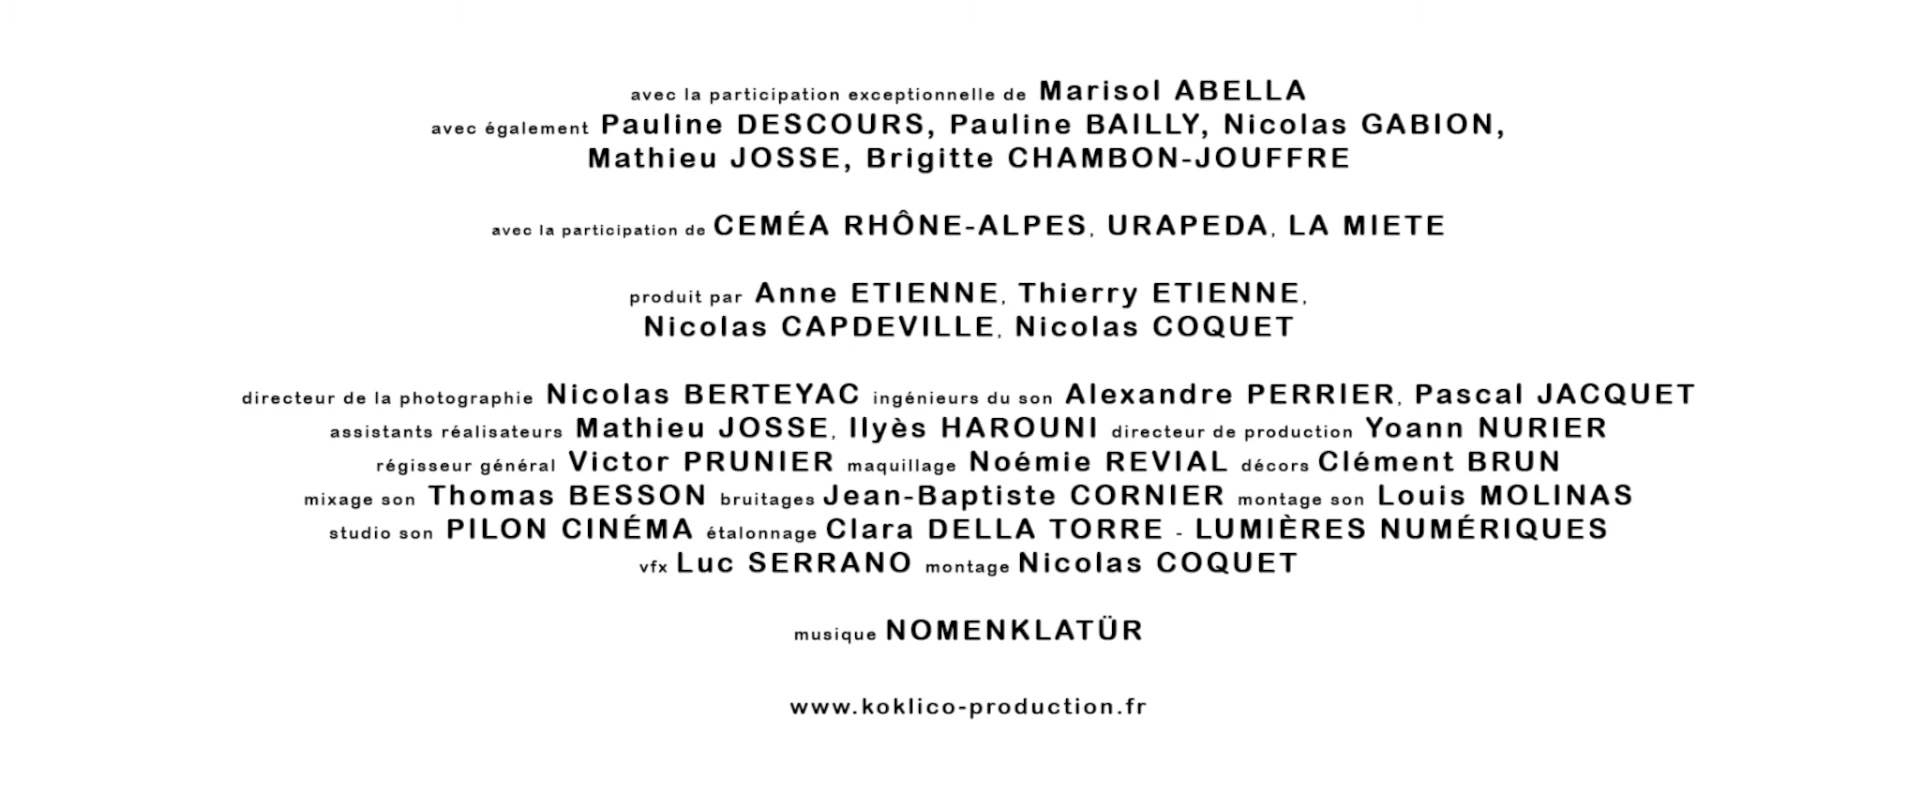 avec la participation exceptionnelle de Marisol ABELLA
avec également Pauline DESCOURS, Pauline BAILLY, Nicolas GABION,
Mathieu JOSSE, Brigitte CHAMBON-JOUFFRE
avec la participation de CEMÉA RHÔNE-ALPES, URAPEDA, LA MIETE
produit par Anne ETIENNE, Thierry ETIENNE,
Nicolas CAPDEVILLE, Nicolas COQUET
directeur de la photographie Nicolas BERTEYAC ingénieurs du son Alexandre PERRIER, Pascal JACQUET
assistants réalisateurs Mathieu JOSSE, Ilyès HAROUNI directeur de production Yoann NURIER
régisseur général Victor PRUNIER maquillage Noémie REVIAL décors Clément BRUN
mixage son Thomas BESSON bruitages Jean-Baptiste CORNIER montage son Louis MOLINAS
studio son PILON CINÉMA étalonnage Clara DELLA TORRE - LUMIÈRES NUMÉRIQUES
vfx Luc SERRANO montage Nicolas COQUET
musique NOMENKLATÜR
www.koklico-production.fr